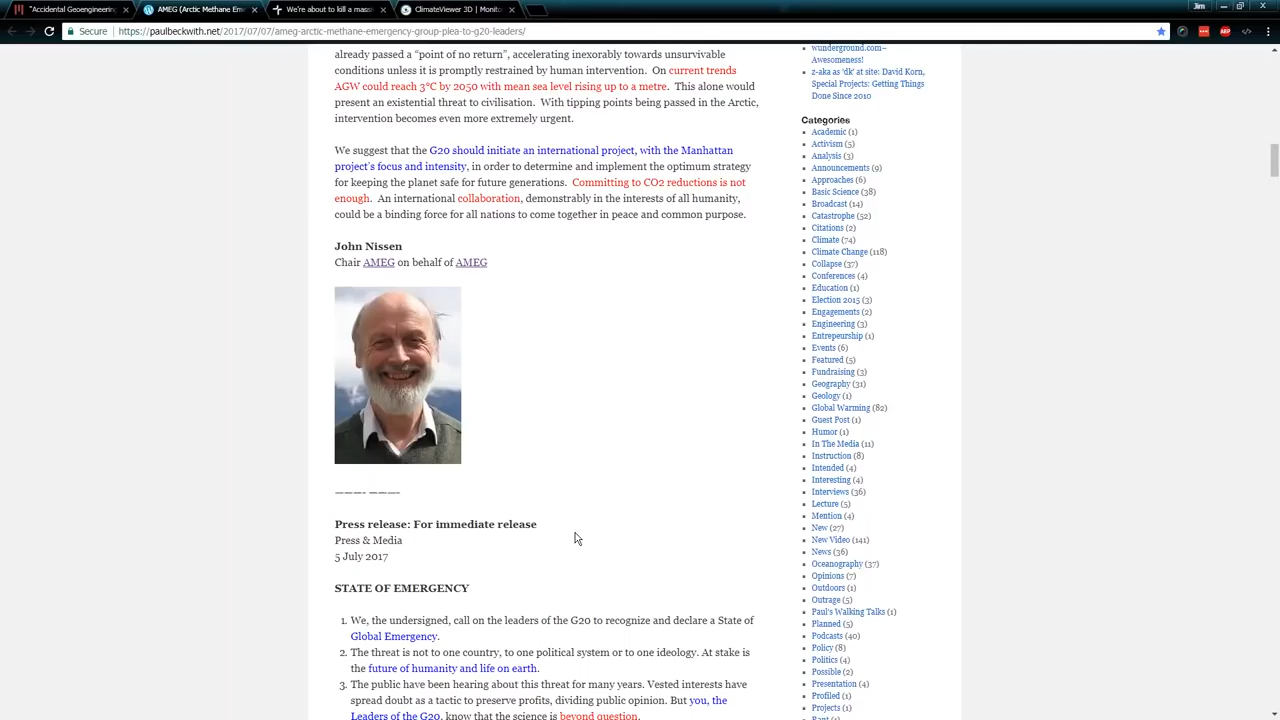 "Accidental Geoengineering
AMEG (Arctic Methane Em
We're about to kill a mass
ClimateViewer 3D | Monito
Jim
Secure
https://paulbeckwith.net/2017/07/07/ameg-arctic-methane-emergency-group-plea-to-g20-leaders/
already passed a “point of no return”, accelerating inexorably towards unsurvivable
conditions unless it is promptly restrained by human intervention.  On current trends
AGW could reach 3°C by 2050 with mean sea level rising up to a metre.  This alone would
present an existential threat to civilisation.  With tipping points being passed in the Arctic,
intervention becomes even more extremely urgent.
We suggest that the G20 should initiate an international project, with the Manhattan
project's focus and intensity, in order to determine and implement the optimum strategy
for keeping the planet safe for future generations.  Committing to CO2 reductions is not
enough.  An international collaboration, demonstrably in the interests of all humanity,
could be a binding force for all nations to come together in peace and common purpose.
John Nissen
Chair AMEG on behalf of AMEG
———- ———-
Press release: For immediate release
Press & Media
5 July 2017
STATE OF EMERGENCY
1. We, the undersigned, call on the leaders of the G20 to recognize and declare a State of
Global Emergency.
2. The threat is not to one country, to one political system or to one ideology. At stake is
the future of humanity and life on earth.
3. The public have been hearing about this threat for many years. Vested interests have
spread doubt as a tactic to preserve profits, dividing public opinion. But you, the
Leaders of the G20, know that the science is beyond question.
wunderground.com–
Awesomeness!
z-aka as 'dk' at site: David Korn,
Special Projects: Getting Things
Done Since 2010
Categories
Academic (1)
Activism (5)
Analysis (3)
Announcements (9)
Approaches (6)
Basic Science (38)
Broadcast (14)
Catastrophe (52)
Citations (2)
Climate (74)
Climate Change (118)
Collapse (37)
Conferences (4)
Education (1)
Election 2015 (3)
Engagements (2)
Engineering (3)
Entrepeurship (1)
Events (6)
Featured (5)
Fundraising (3)
Geography (31)
Geology (1)
Global Warming (82)
Guest Post (1)
Humor (1)
In The Media (11)
Instruction (8)
Intended (4)
Interesting (4)
Interviews (36)
Lecture (5)
Mention (4)
New (27)
New Video (141)
News (36)
Oceanography (37)
Opinions (7)
Outdoors (1)
Outrage (5)
Paul's Walking Talks (1)
Planned (5)
Podcasts (40)
Policy (8)
Politics (4)
Possible (2)
Presentation (4)
Profiled (1)
Projects (1)
Rant (1)